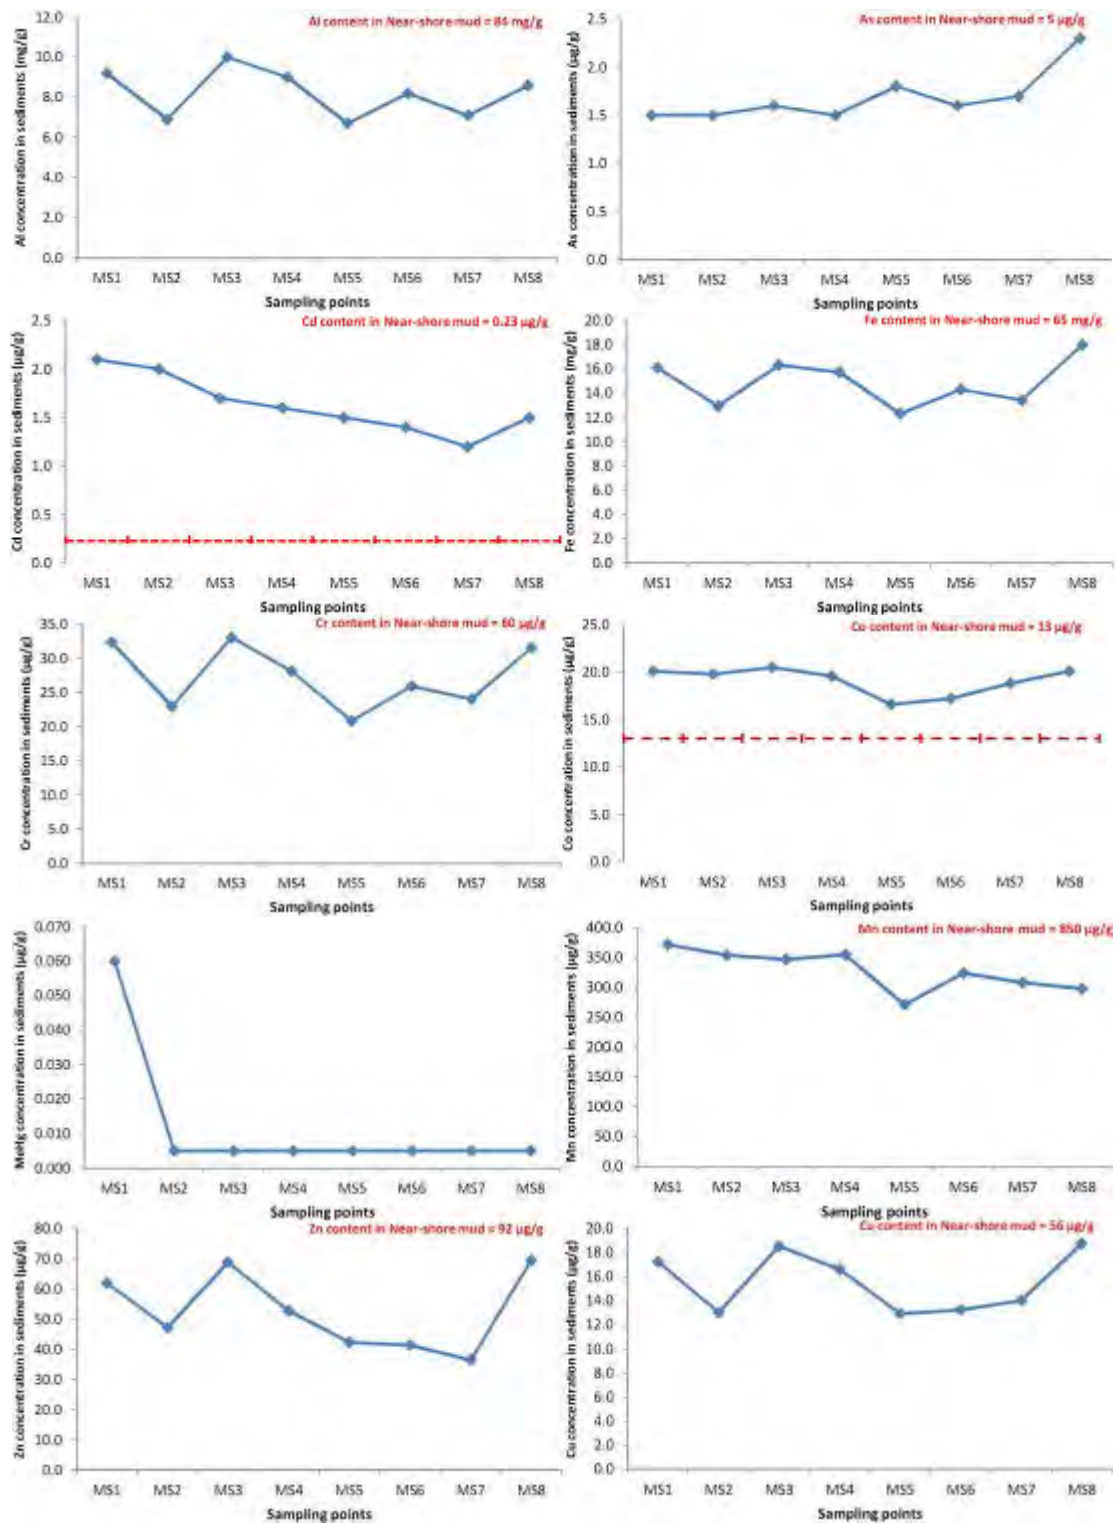 Al content in Near-shore mud = 84 mg/g
Al concentration in sediments (mg/g)
12.0
10.0
8.0
6.0
4.0
2.0
0.0
MS1 MS2 MS3 MS4 MS5 MS6 MS7 MS8
Sampling points
As content in Near-shore mud = 5 µg/g
As concentration in sediments (µg/g)
2.5
2.0
1.5
1.0
0.5
0.0
MS1 MS2 MS3 MS4 MS5 MS6 MS7 MS8
Sampling points
Cd content in Near-shore mud = 0.23 µg/g
Cd concentration in sediments (µg/g)
2.5
2.0
1.5
1.0
0.5
0.0
MS1 MS2 MS3 MS4 MS5 MS6 MS7 MS8
Sampling points
Fe content in Near-shore mud = 65 mg/g
Fe concentration in sediments (mg/g)
20.0
18.0
16.0
14.0
12.0
10.0
8.0
6.0
4.0
2.0
0.0
MS1 MS2 MS3 MS4 MS5 MS6 MS7 MS8
Sampling points
Cr content in Near-shore mud = 60 µg/g
Cr concentration in sediments (µg/g)
35.0
30.0
25.0
20.0
15.0
10.0
5.0
0.0
MS1 MS2 MS3 MS4 MS5 MS6 MS7 MS8
Sampling points
Co content in Near-shore mud = 13 µg/g
Co concentration in sediments (µg/g)
25.0
20.0
15.0
10.0
5.0
0.0
MS1 MS2 MS3 MS4 MS5 MS6 MS7 MS8
Sampling points
MeHg concentration in sediments (µg/g)
0.070
0.060
0.050
0.040
0.030
0.020
0.010
0.000
MS1 MS2 MS3 MS4 MS5 MS6 MS7 MS8
Sampling points
Mn content in Near-shore mud = 850 µg/g
Mn concentration in sediments (µg/g)
400.0
350.0
300.0
250.0
200.0
150.0
100.0
50.0
0.0
MS1 MS2 MS3 MS4 MS5 MS6 MS7 MS8
Sampling points
Zn content in Near-shore mud = 92 µg/g
Zn concentration in sediments (µg/g)
80.0
70.0
60.0
50.0
40.0
30.0
20.0
10.0
0.0
MS1 MS2 MS3 MS4 MS5 MS6 MS7 MS8
Sampling points
Cu content in Near-shore mud = 56 µg/g
Cu concentration in sediments (µg/g)
20.0
18.0
16.0
14.0
12.0
10.0
8.0
6.0
4.0
2.0
0.0
MS1 MS2 MS3 MS4 MS5 MS6 MS7 MS8
Sampling points